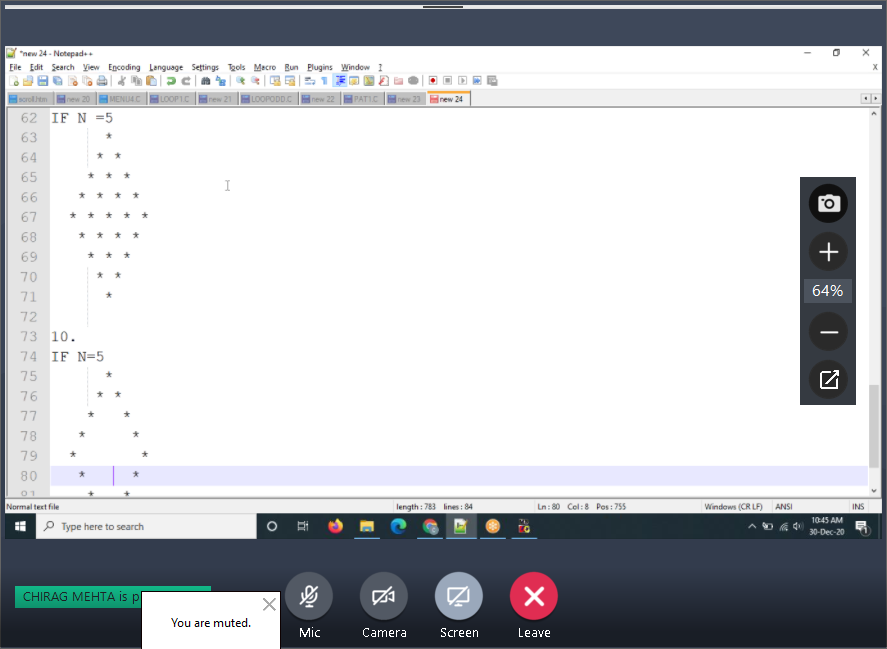 *new 24 - Notepad++
File Edit Search View Encoding Language Settings Tools Macro Run Plugins Window ?
X
scroll.htm new 20 MENU4.C LOOP1.C new 21 LOOPODD.C new 22 PAT1.C new 23 new 24
62 IF N =5
63 *
64 * *
65 * * *
66 * * * *
67 * * * * *
68 * * * *
69 * * *
70 * *
71 *
72
73 10.
74 IF N=5
75 *
76 * *
77 * *
78 * *
79 * *
80 * *
81 * *
64%
Normal text file length : 783 lines : 84 Ln : 80 Col : 8 Pos : 755 Windows (CR LF) ANSI INS
Type here to search
10:45 AM
30-Dec-20
1
CHIRAG MEHTA is p
You are muted.
Mic Camera Screen Leave